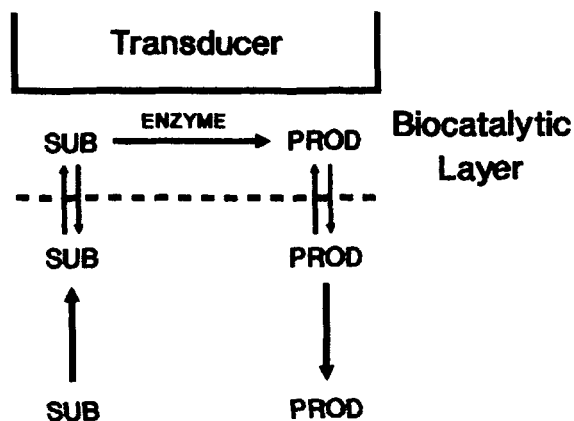 Transducer
ENZYME
SUB PROD
Biocatalytic
Layer
SUB PROD
SUB PROD